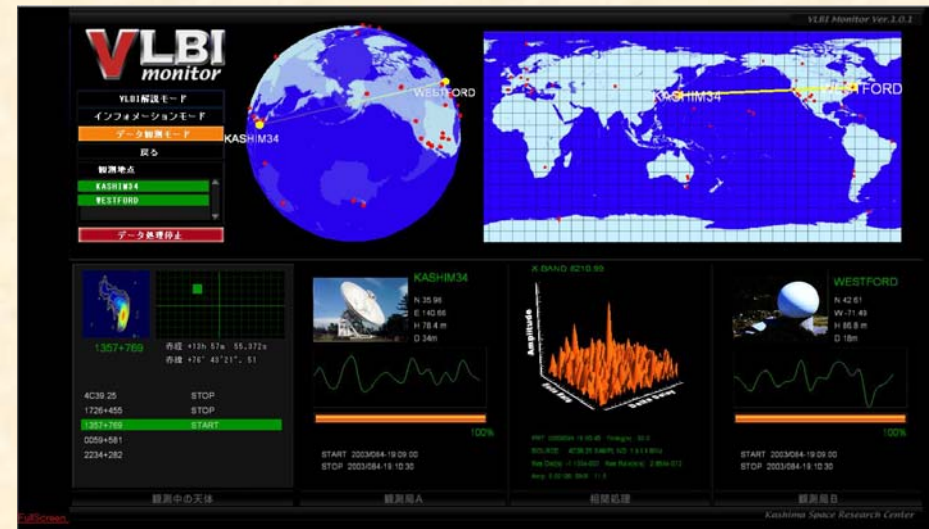 VLBI Monitor Ver.1.0.1
VLBI
monitor
VLBI解説モード
インフォメーションモード
データ観測モード
戻る
観測地点
KASHIM34
WESTFORD
データ処理停止
KASHIM34
WESTFORD
KASHIM34
WESTFORD
1357+769
赤経 +13h 57m 55.372s
赤緯 +76° 43'21". 51
4C39.25 STOP
1726+455 STOP
1357+769 START
0059+581
2234+282
観測中の天体
KASHIM34
N 35.96
E 140.66
H 78.4 m
D 34m
100%
START 2003/084-19:09:00
STOP 2003/084-19:10:30
観測局A
X BAND 8210.99
Amplitude
Delay
相関処理
WESTFORD
N 42.61
W -71.49
H 86.8 m
D 18m
100%
START 2003/084-19:09:00
STOP 2003/084-19:10:30
観測局B
FullScreen
Kashima Space Research Center